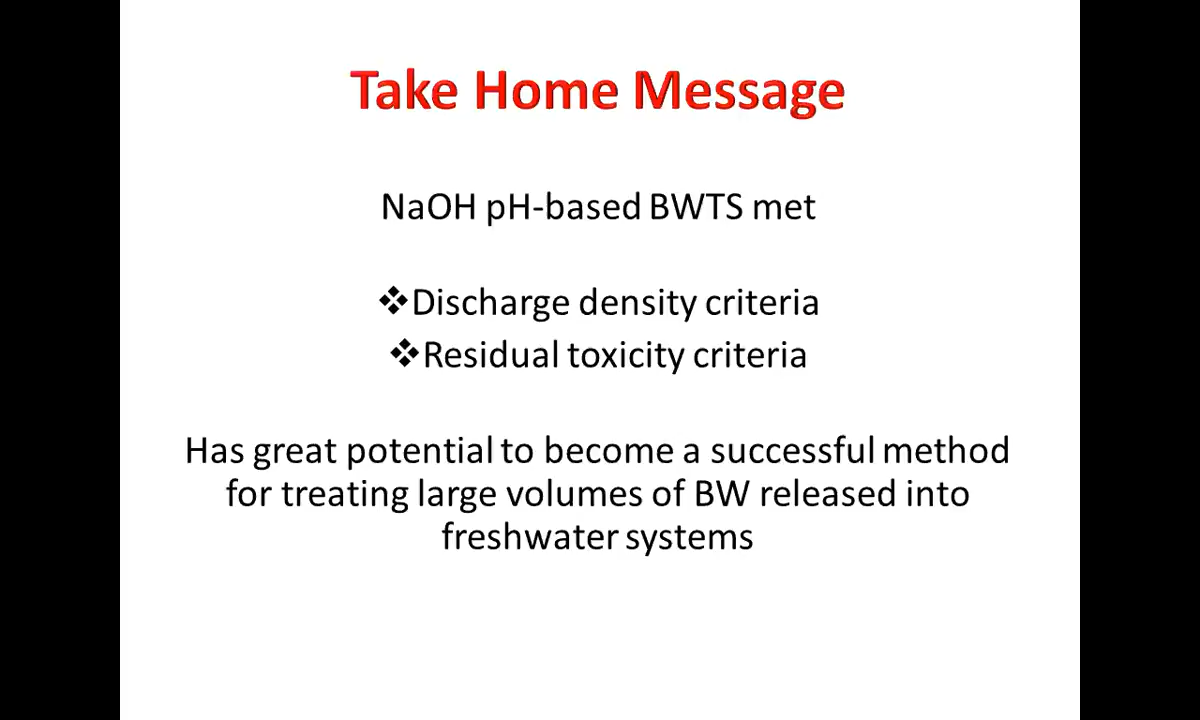 Take Home Message
NaOH pH-based BWTS met
❖Discharge density criteria
❖Residual toxicity criteria
Has great potential to become a successful method
for treating large volumes of BW released into
freshwater systems